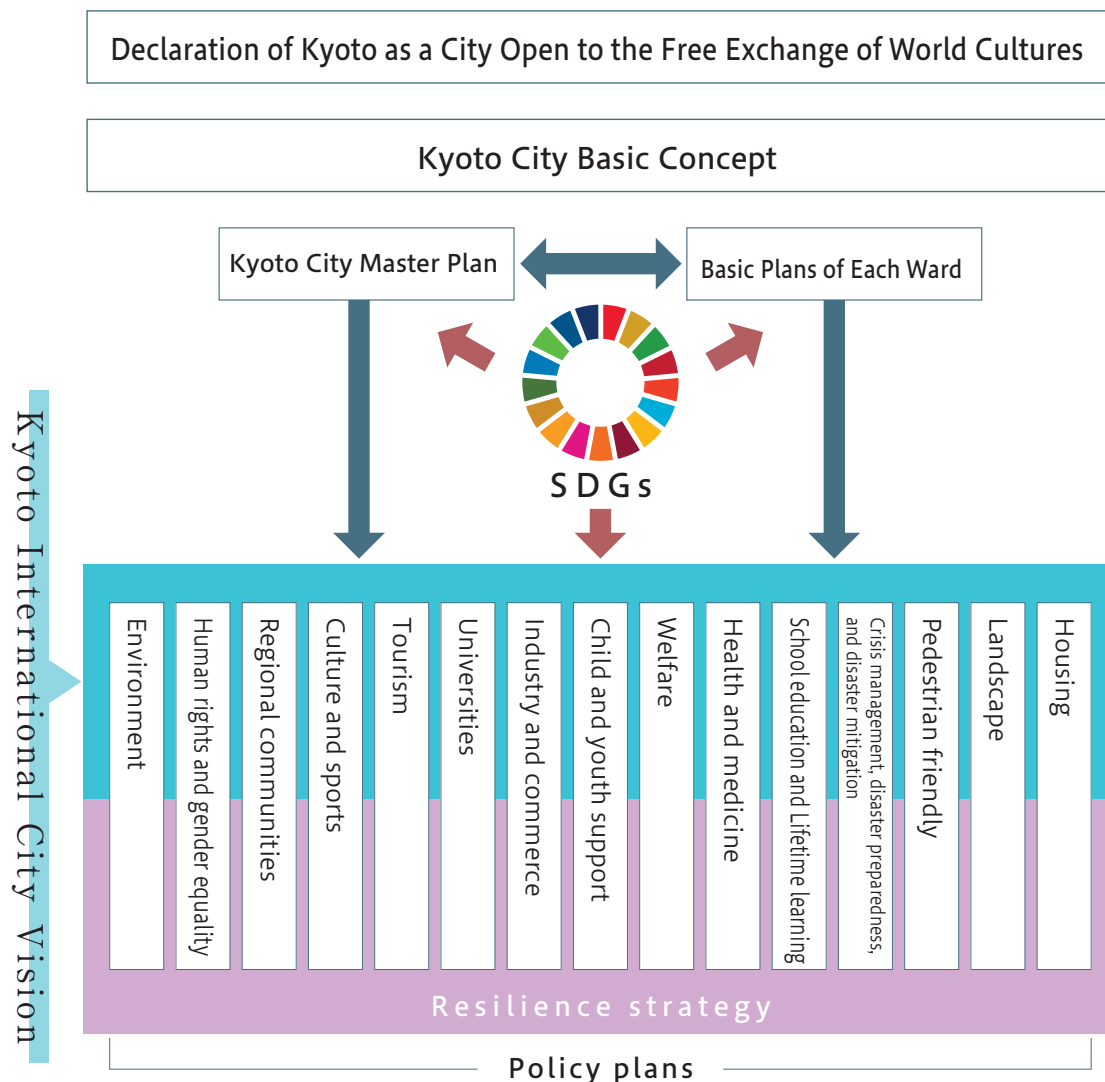 Declaration of Kyoto as a City Open to the Free Exchange of World Cultures
Kyoto City Basic Concept
Kyoto City Master Plan
Basic Plans of Each Ward
SDGs
Kyoto International City Vision
Environment
Human rights and gender equality
Regional communities
Culture and sports
Tourism
Universities
Industry and commerce
Child and youth support
Welfare
Health and medicine
School education and Lifetime learning
Crisis management, disaster preparedness,
and disaster mitigation
Pedestrian friendly
Landscape
Housing
Resilience strategy
Policy plans